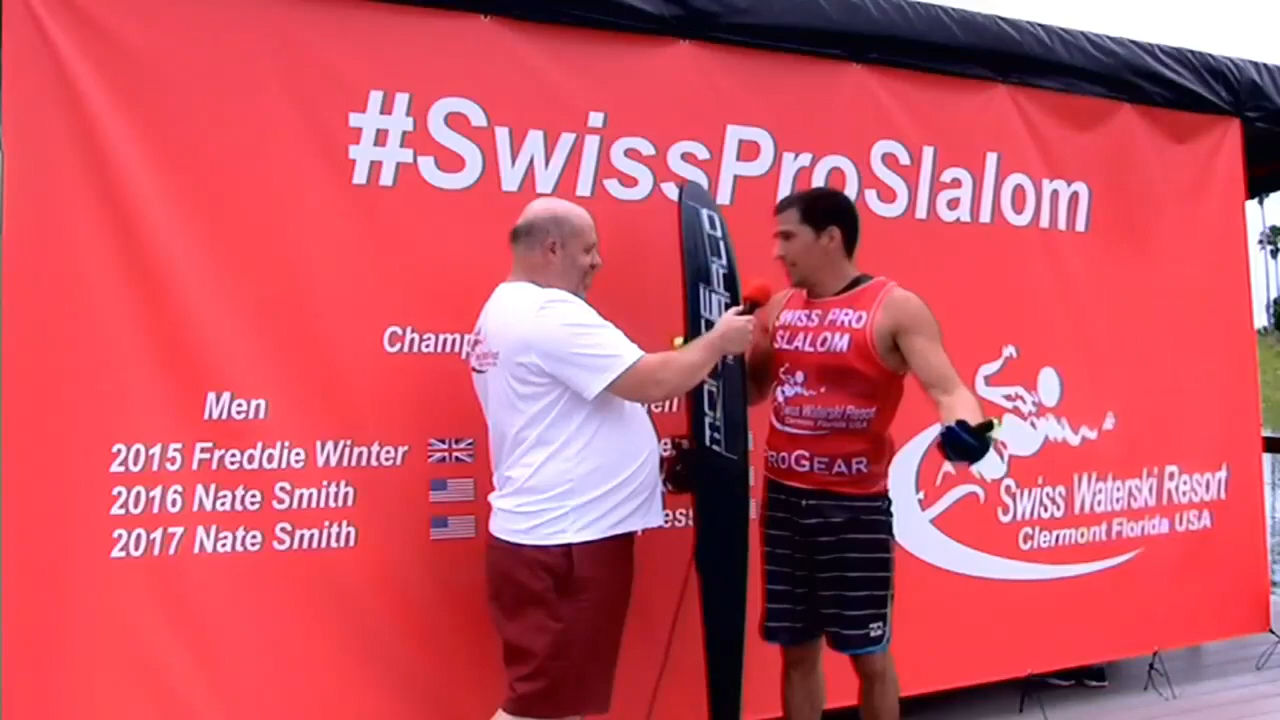 #SwissProSlalom
Champ
Men
2015 Freddie Winter
2016 Nate Smith
2017 Nate Smith
SWISS PRO
SLALOM
Swiss Waterski Resort
Clermont Florida USA
PROGEAR
Swiss Waterski Resort
Clermont Florida USA